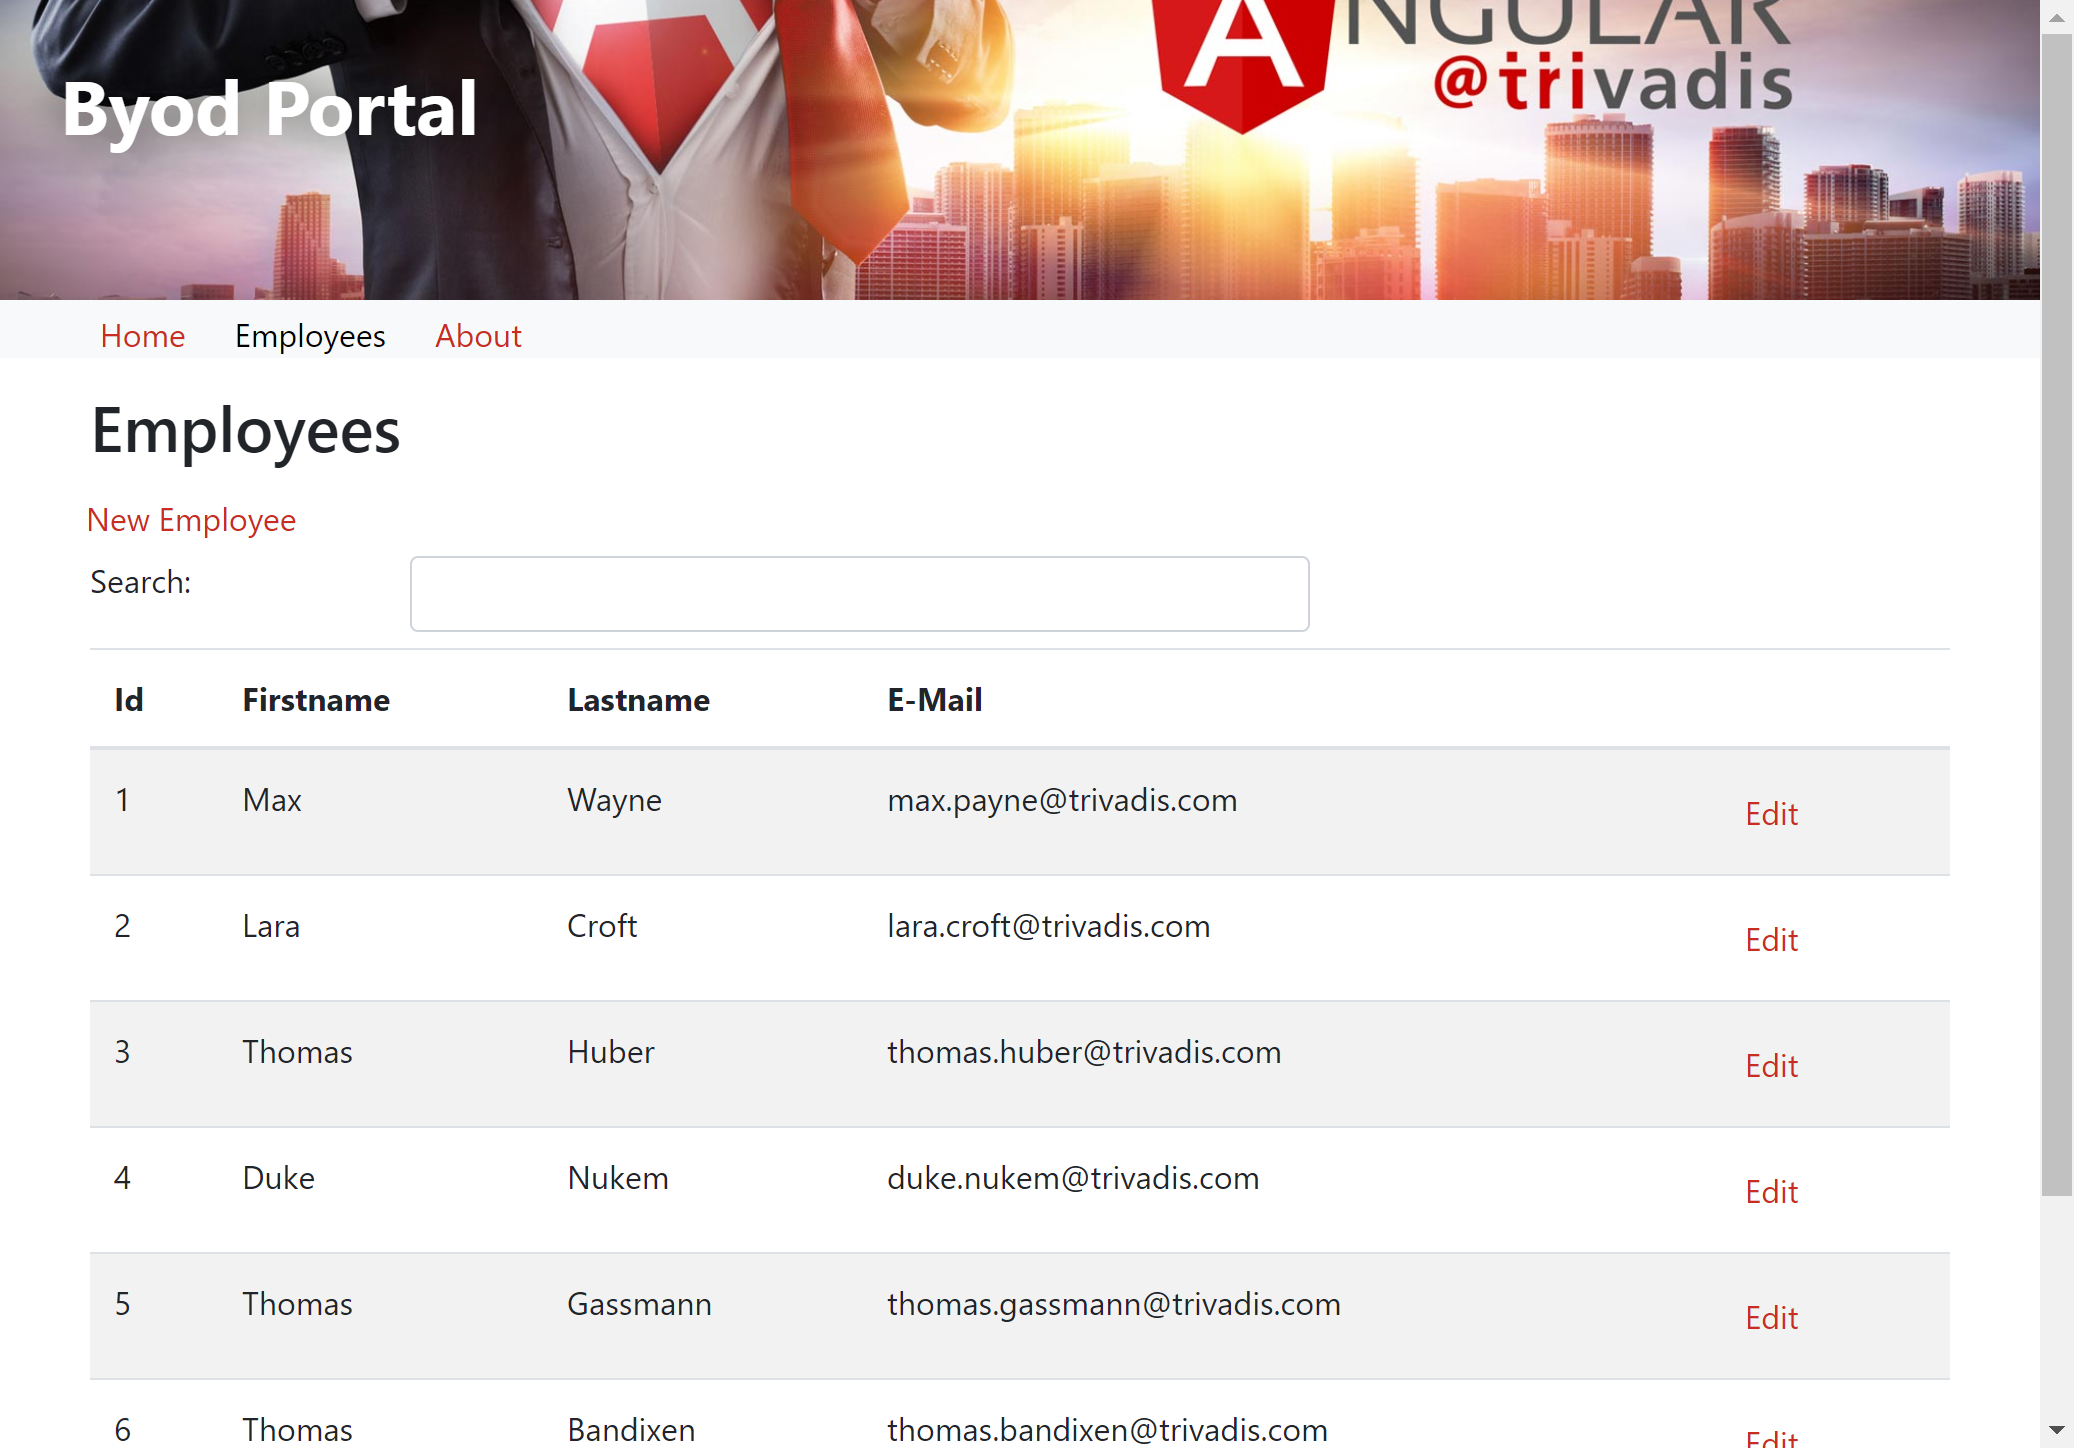 ANGULAR
@trivadis
Byod Portal
Home Employees About
Employees
New Employee
Search:
Id Firstname Lastname E-Mail
1 Max Wayne max.payne@trivadis.com Edit
2 Lara Croft lara.croft@trivadis.com Edit
3 Thomas Huber thomas.huber@trivadis.com Edit
4 Duke Nukem duke.nukem@trivadis.com Edit
5 Thomas Gassmann thomas.gassmann@trivadis.com Edit
6 Thomas Bandixen thomas.bandixen@trivadis.com Edit